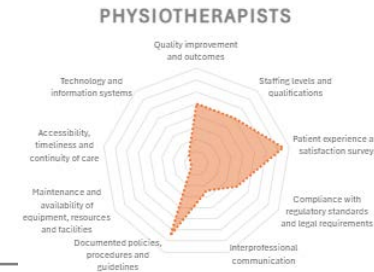 PHYSIOTHERAPISTS
Quality improvement
and outcomes
Technology and
information systems
Staffing levels and
qualifications
Accessibility,
timeliness and
continuity of care
Patient experience a
satisfaction survey
Maintenance and
availability of
equipment, resources
and facilities
Compliance with
regulatory standards
and legal requirements
Documented policies,
procedures and
guidelines
Interprofessional
communication